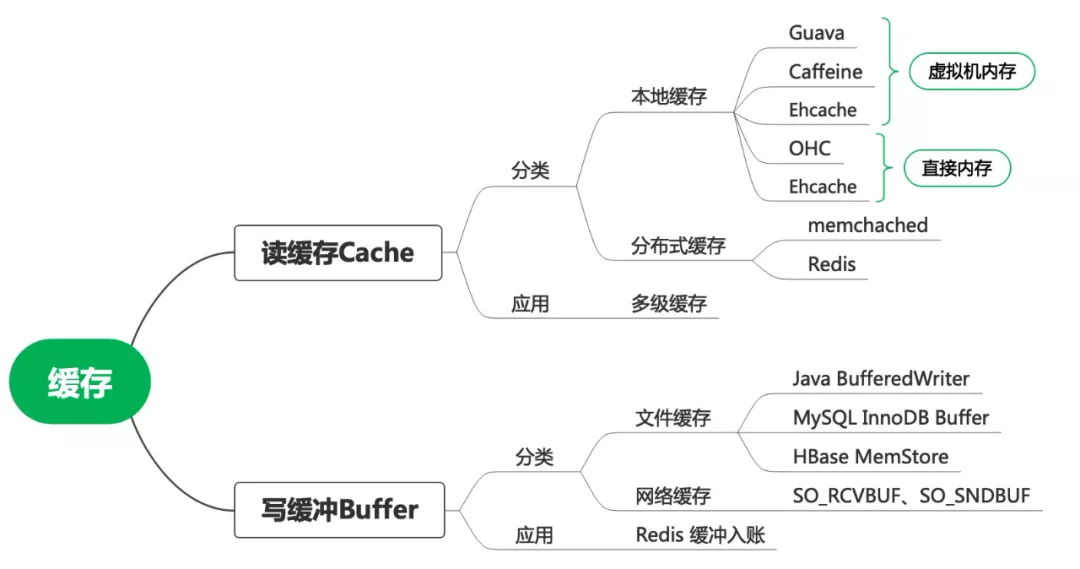 缓存
读缓存Cache
分类
本地缓存
Guava
Caffeine
Ehcache
虚拟机内存
OHC
Ehcache
直接内存
分布式缓存
memchached
Redis
应用
多级缓存
写缓冲Buffer
分类
文件缓存
Java BufferedWriter
MySQL InnoDB Buffer
HBase MemStore
网络缓存
SO_RCVBUF、SO_SNDBUF
应用
Redis 缓冲入账